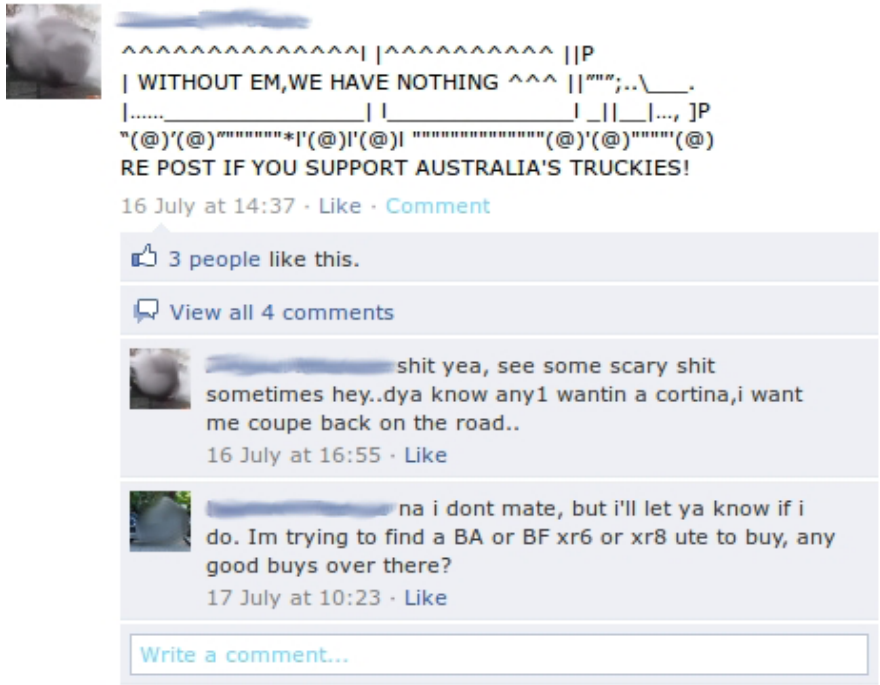 ^^^^^^^^^^^^^^| |^^^^^^^^^^ ||P
| WITHOUT EM,WE HAVE NOTHING ^^^ ||”"”;..\___.
|……_________________| |________________| _||__|…, ]P
“(@)’(@)”""""""*|'(@)|'(@)| """"""""""""""(@)'(@)""""'(@)
RE POST IF YOU SUPPORT AUSTRALIA'S TRUCKIES!
16 July at 14:37 · Like · Comment
3 people like this.
View all 4 comments
shit yea, see some scary shit
sometimes hey..dya know any1 wantin a cortina,i want
me coupe back on the road..
16 July at 16:55 · Like
na i dont mate, but i'll let ya know if i
do. Im trying to find a BA or BF xr6 or xr8 ute to buy, any
good buys over there?
17 July at 10:23 · Like
Write a comment...